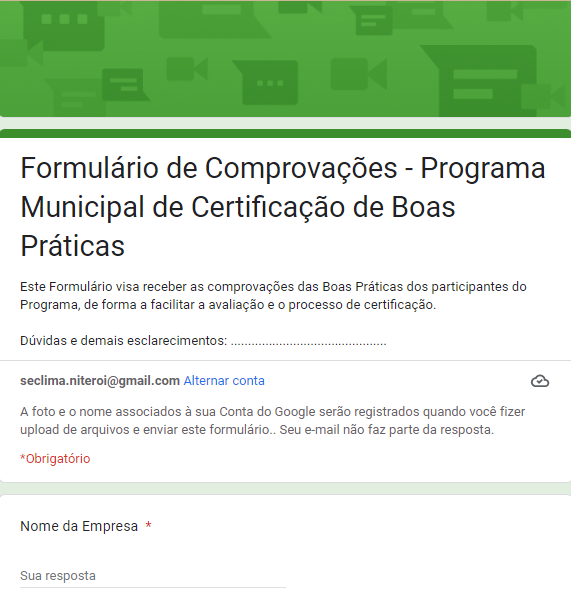 Formulário de Comprovações - Programa
Municipal de Certificação de Boas
Práticas
Este Formulário visa receber as comprovações das Boas Práticas dos participantes do
Programa, de forma a facilitar a avaliação e o processo de certificação.
Dúvidas e demais esclarecimentos: .............................................
seclima.niteroi@gmail.com Alternar conta
A foto e o nome associados à sua Conta do Google serão registrados quando você fizer
upload de arquivos e enviar este formulário.. Seu e-mail não faz parte da resposta.
*Obrigatório
Nome da Empresa *
Sua resposta